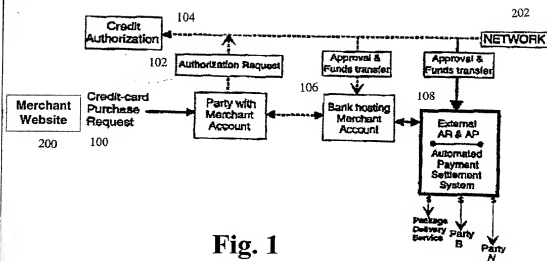 202
104
Credit
Authorization
NETWORK
102
Authorization Request
Approval &
Funds transfer
Approval &
Funds transfer
106
108
Merchant
Website
Credit-card
Purchase
Request
Party with
Merchant
Account
Bank hosting
Merchant
Account
External
AR & AP
Automated
Payment
Settlement
System
200
100
$
$
$
Package
Delivery
Service
Party
B
Party
N
Fig. 1